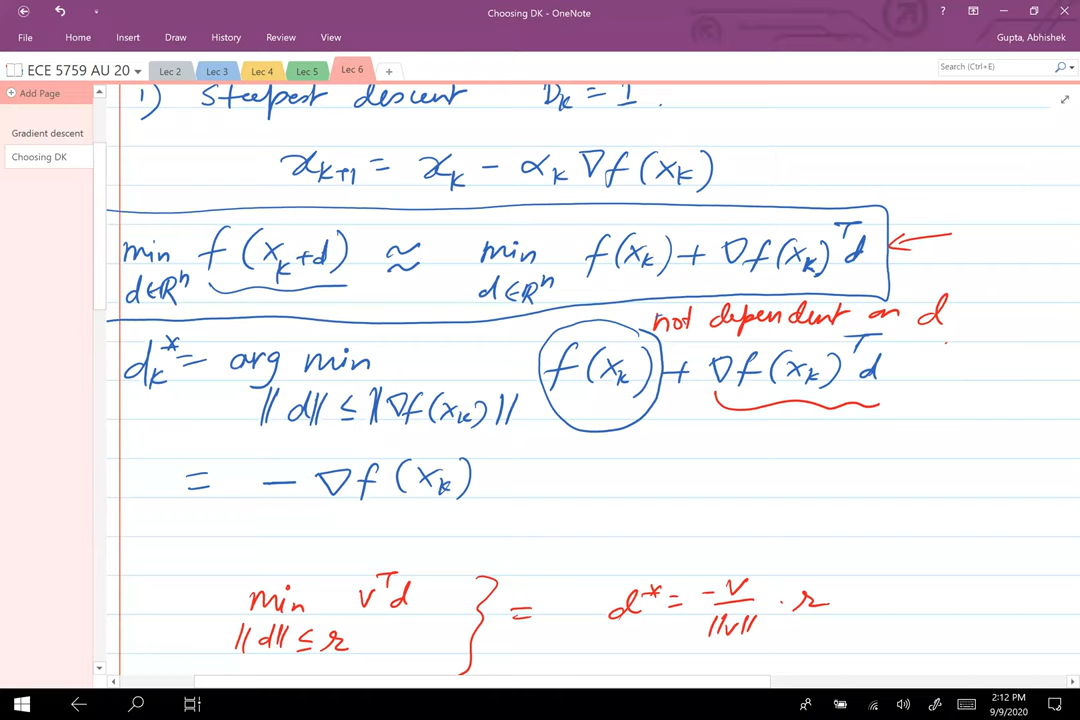 Choosing DK - OneNote
File Home Insert Draw History Review View
Gupta, Abhishek
ECE 5759 AU 20 Lec 2 Lec 3 Lec 4 Lec 5 Lec 6
Search (Ctrl+E)
Add Page
Gradient descent
Choosing DK
1) Steepest descent D_k = I.
x_{k+1} = x_k - α_k ∇f(x_k)
min_{d∈ℝ^n} f(x_k+d) ≈ min_{d∈ℝ^n} f(x_k) + ∇f(x_k)^T d
not dependent on d
d_k^* = arg min_{||d|| ≤ ||∇f(x_k)||} f(x_k) + ∇f(x_k)^T d
= - ∇f(x_k)
min_{||d|| ≤ r} v^T d } = d^* = -v/||v|| · r
2:12 PM
9/9/2020